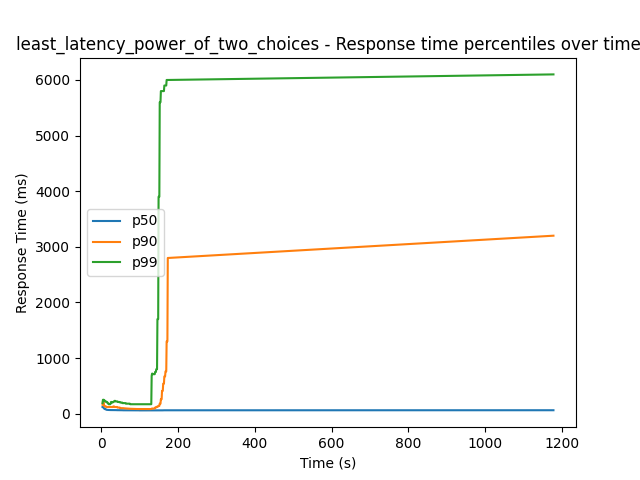 least_latency_power_of_two_choices - Response time percentiles over time
6000
5000
4000
3000
2000
1000
0
Response Time (ms)
p50
p90
p99
0 200 400 600 800 1000 1200
Time (s)